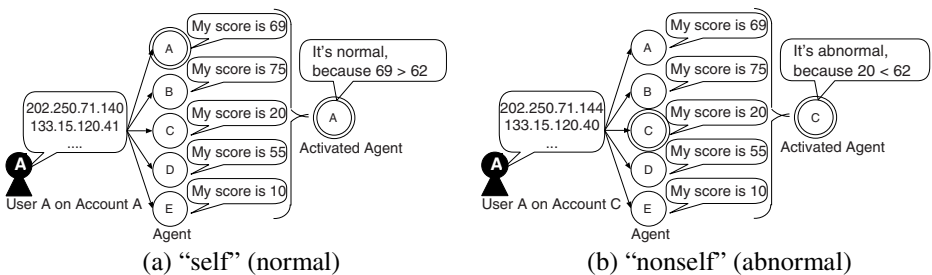 My score is 69
A
It's normal,
because 69 > 62
My score is 75
B
202.250.71.140
133.15.120.41
....
My score is 20
C
A
Activated Agent
My score is 55
D
A
User A on Account A
My score is 10
E
Agent
(a) “self” (normal)
My score is 69
A
It's abnormal,
because 20 < 62
My score is 75
B
202.250.71.144
133.15.120.40
...
My score is 20
C
C
Activated Agent
My score is 55
D
A
User A on Account C
My score is 10
E
Agent
(b) “nonself” (abnormal)